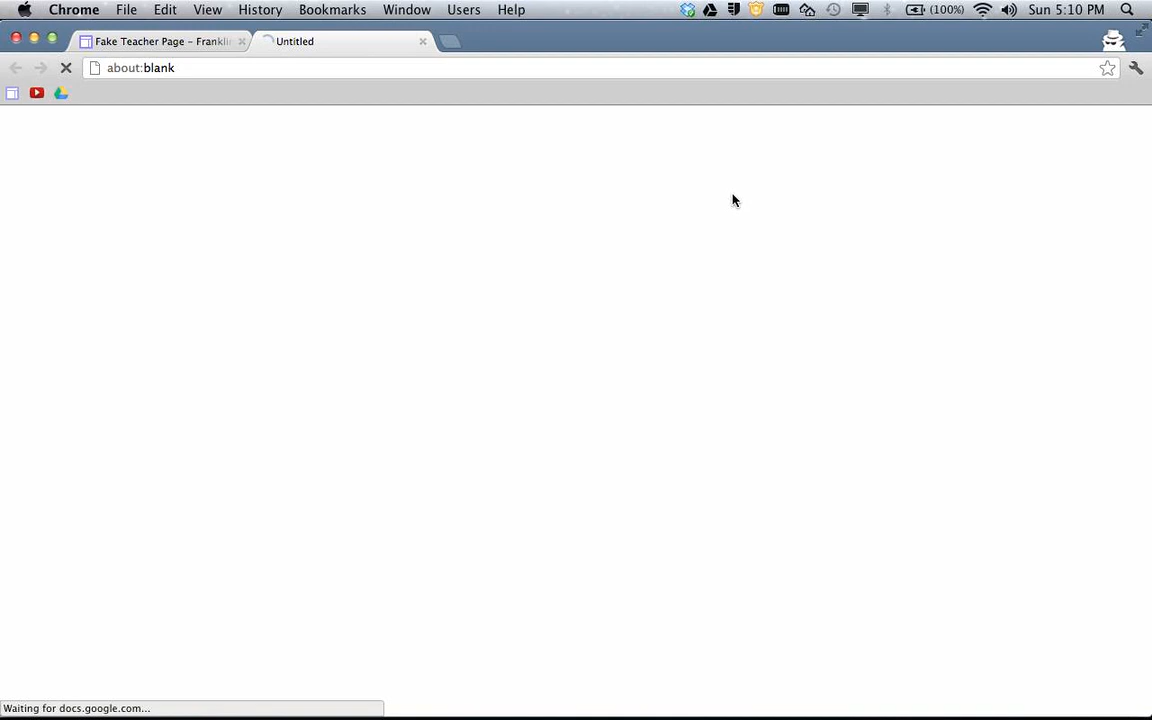 Chrome File Edit View History Bookmarks Window Users Help (100%) Sun 5:10 PM
Fake Teacher Page – Franklin Untitled
about:blank
Waiting for docs.google.com...